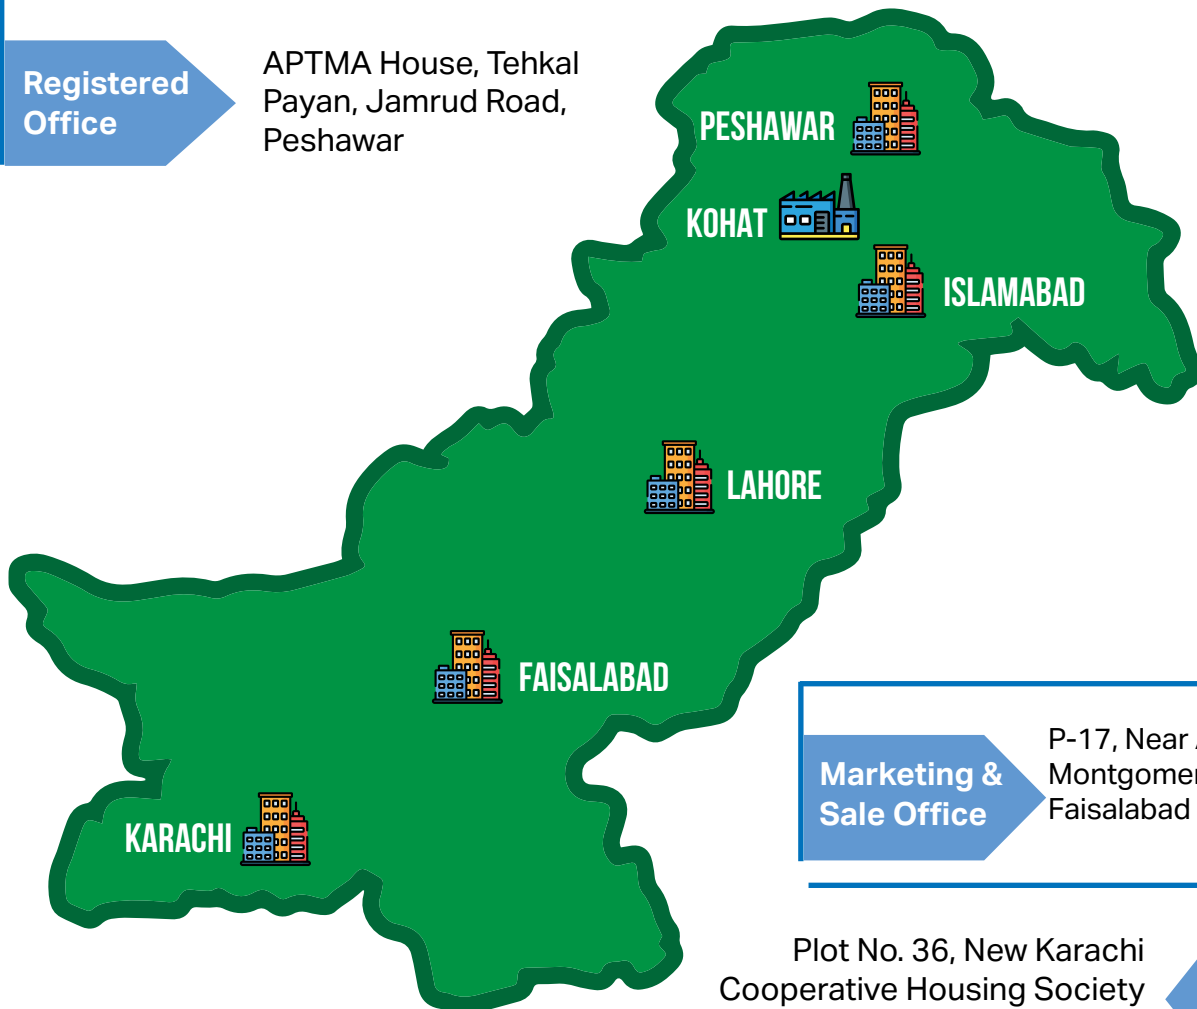 Registered
Office
APTMA House, Tehkal
Payan, Jamrud Road,
Peshawar
PESHAWAR
KOHAT
ISLAMABAD
LAHORE
FAISALABAD
KARACHI
Marketing &
Sale Office
P-17, Near
Faisalabad
Plot No. 36, New Karachi
Cooperative Housing Society